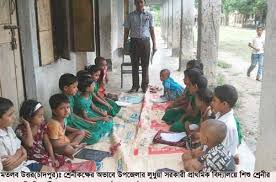 মতলব উত্তর(চাঁদপুর)ঃ শ্রেণীকক্ষের অভাবে উপজেলার লুধুয়া সরকারী প্রাথমিক বিদ্যালয়ে শিশু শ্রেণীর